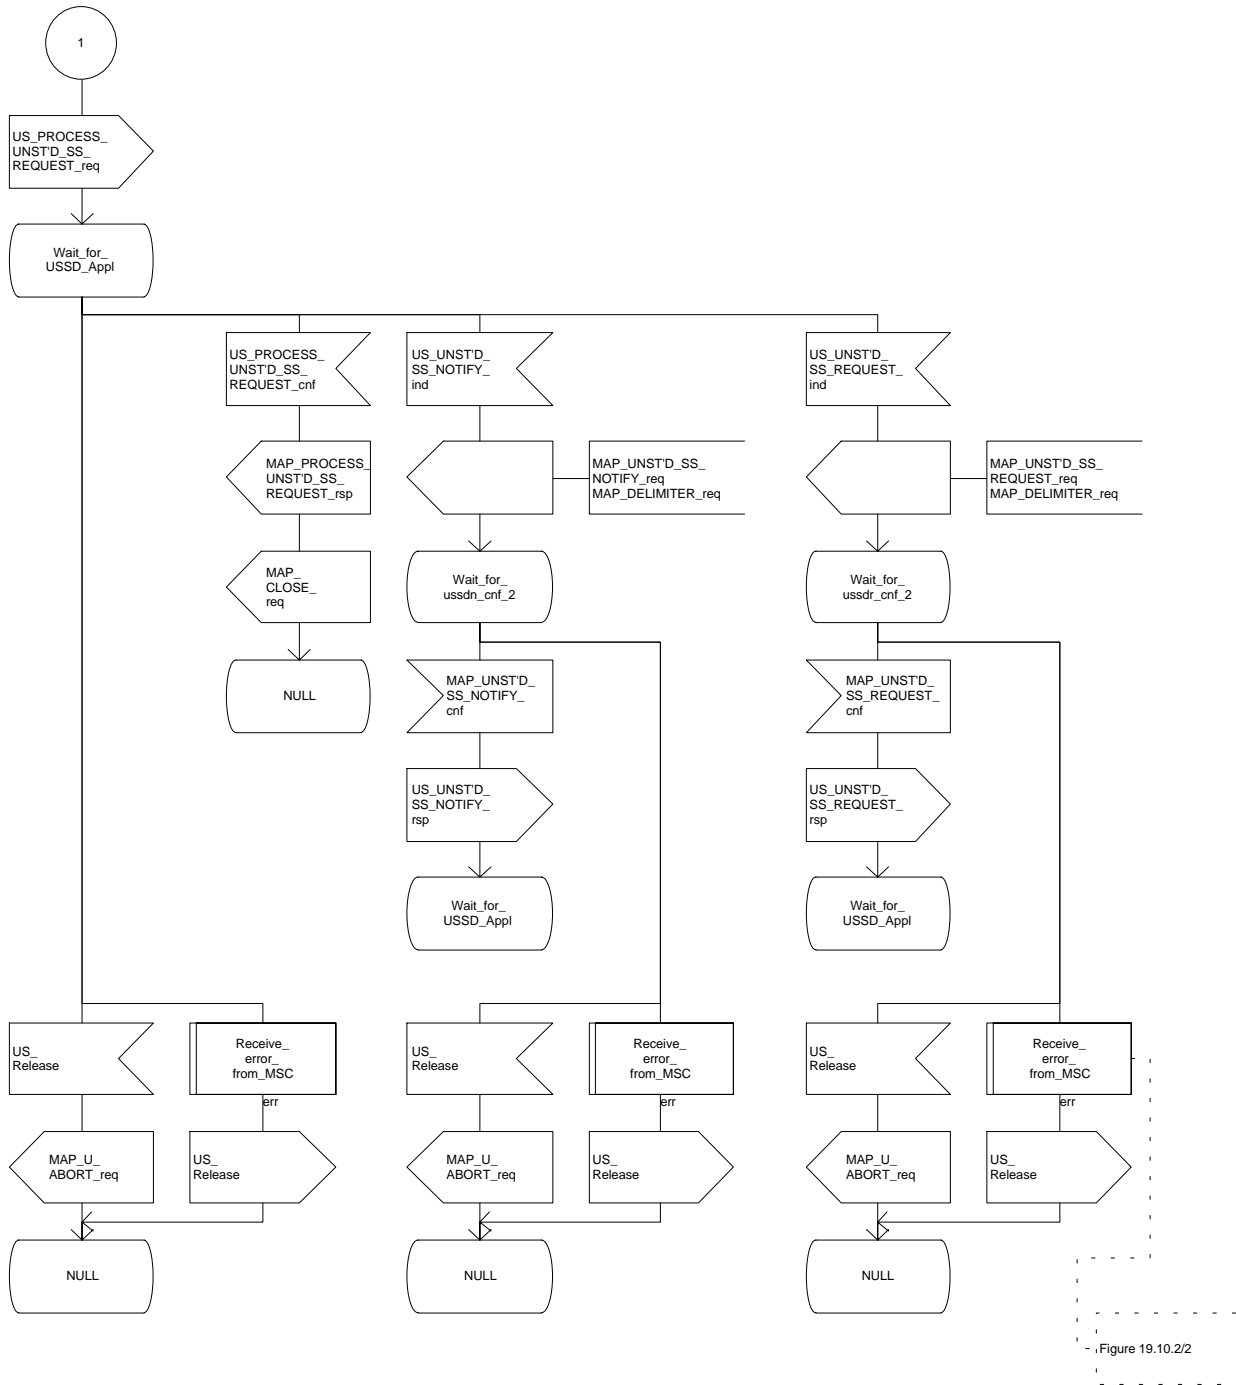 1
US_PROCESS_
UNST'D_SS_
REQUEST_req
Wait_for_
USSD_Appl
US_PROCESS_
UNST'D_SS_
REQUEST_cnf
US_UNST'D_
SS_NOTIFY_
ind
US_UNST'D_
SS_REQUEST_
ind
MAP_PROCESS_
UNST'D_SS_
REQUEST_rsp
MAP_UNST'D_SS_
NOTIFY_req
MAP_DELIMITER_req
MAP_UNST'D_SS_
REQUEST_req
MAP_DELIMITER_req
MAP_
CLOSE_
req
Wait_for_
ussdn_cnf_2
Wait_for_
ussdr_cnf_2
NULL
MAP_UNST'D_
SS_NOTIFY_
cnf
MAP_UNST'D_
SS_REQUEST_
cnf
US_UNST'D_
SS_NOTIFY_
rsp
US_UNST'D_
SS_REQUEST_
rsp
Wait_for_
USSD_Appl
Wait_for_
USSD_Appl
US_
Release
Receive_
error_
from_MSC
err
US_
Release
Receive_
error_
from_MSC
err
US_
Release
Receive_
error_
from_MSC
err
MAP_U_
ABORT_req
US_
Release
MAP_U_
ABORT_req
US_
Release
MAP_U_
ABORT_req
US_
Release
NULL
NULL
NULL
Figure 19.10.2/2